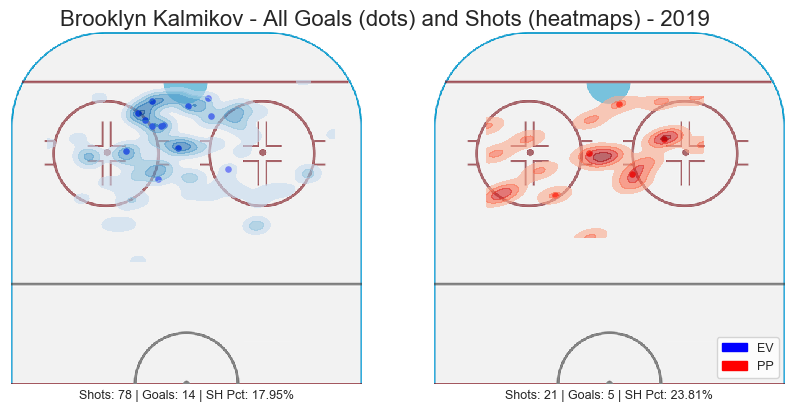 Brooklyn Kalmikov - All Goals (dots) and Shots (heatmaps) - 2019
EV
PP
Shots: 78 | Goals: 14 | SH Pct: 17.95%
Shots: 21 | Goals: 5 | SH Pct: 23.81%